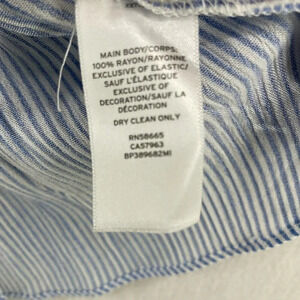 MAIN BODY/CORPS:
100% RAYON/RAYONNE
EXCLUSIVE OF ELASTIC/
SAUF L'ÉLASTIQUE
EXCLUSIVE OF
DECORATION/SAUF LA
DÉCORATION
DRY CLEAN ONLY
RN58665
CA57963
BP389682MI